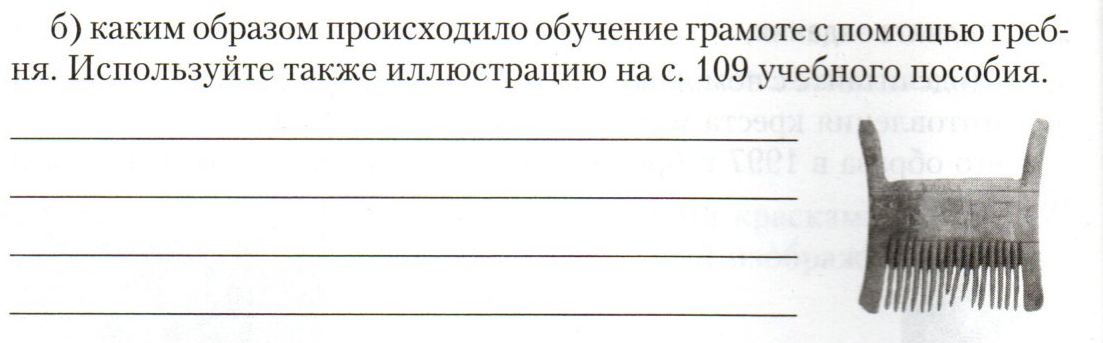 б) каким образом происходило обучение грамоте с помощью греб-
ня. Используйте также иллюстрацию на с. 109 учебного пособия.